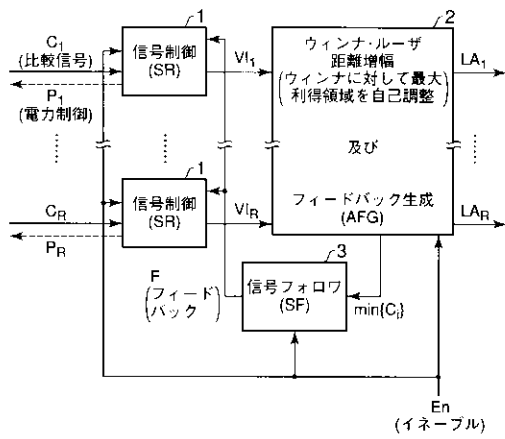 1
C1
(比較信号)
P1
(電力制御)
信号制御
(SR)
VI1
2
ウィンナ・ルーザ
距離増幅
(ウィンナに対して最大
利得領域を自己調整)
及び
フィードバック生成
(AFG)
LA1
1
CR
PR
信号制御
(SR)
VIR
LAR
F
(フィード
バック)
3
信号フォロワ
(SF)
min{Ci}
En
(イネーブル)